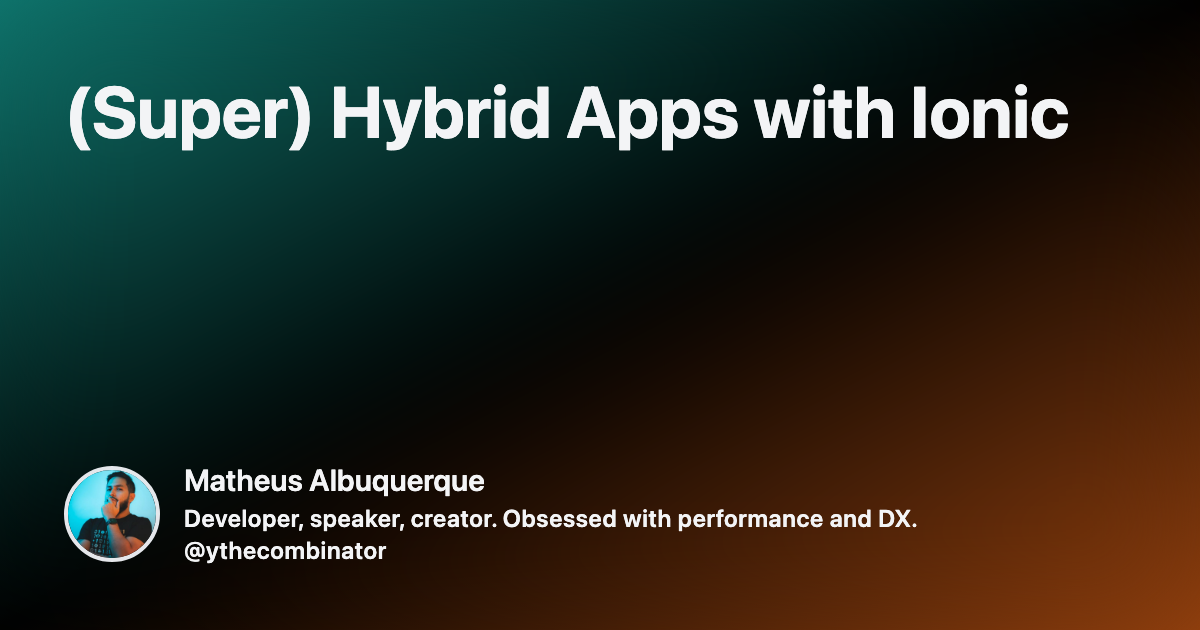 (Super) Hybrid Apps with Ionic
Matheus Albuquerque
Developer, speaker, creator. Obsessed with performance and DX.
@ythecombinator